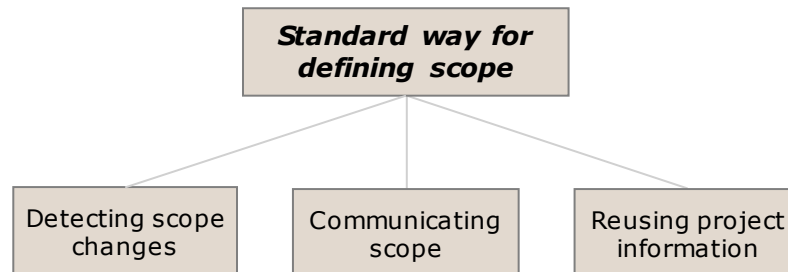 Standard way for
defining scope
Detecting scope
changes
Communicating
scope
Reusing project
information